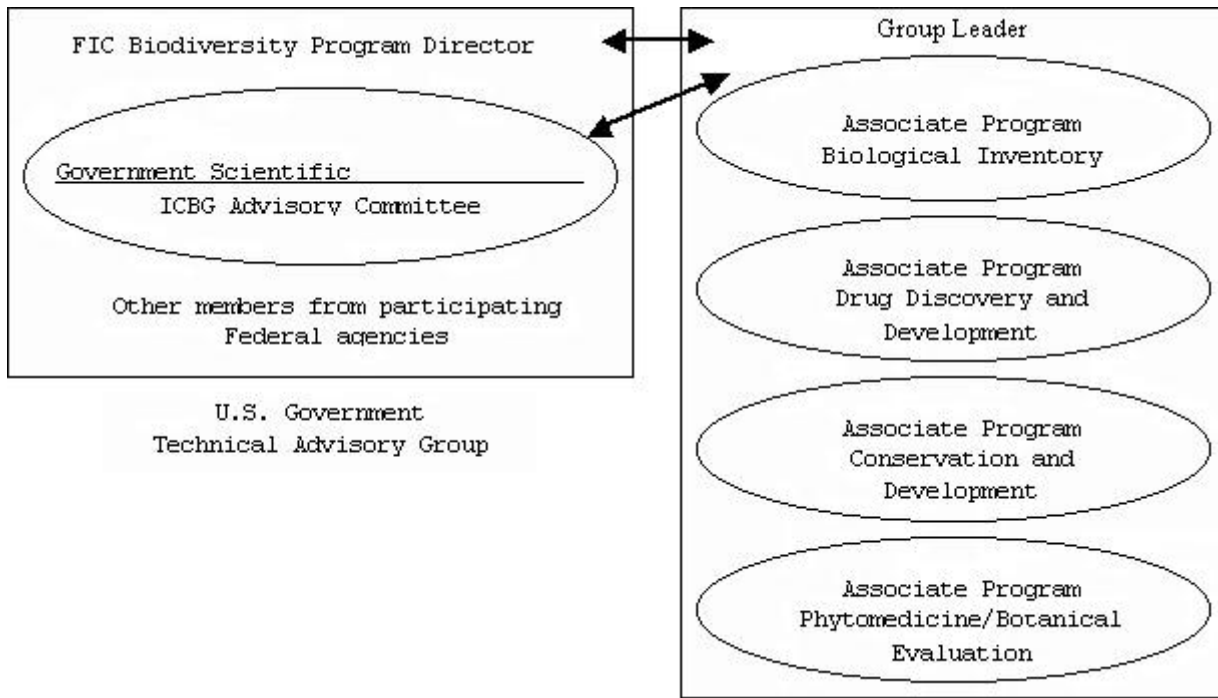 FIC Biodiversity Program Director
Government Scientific
ICBG Advisory Committee
Other members from participating
Federal agencies
U.S. Government
Technical Advisory Group
Group Leader
Associate Program
Biological Inventory
Associate Program
Drug Discovery and
Development
Associate Program
Conservation and
Development
Associate Program
Phytomedicine/Botanical
Evaluation